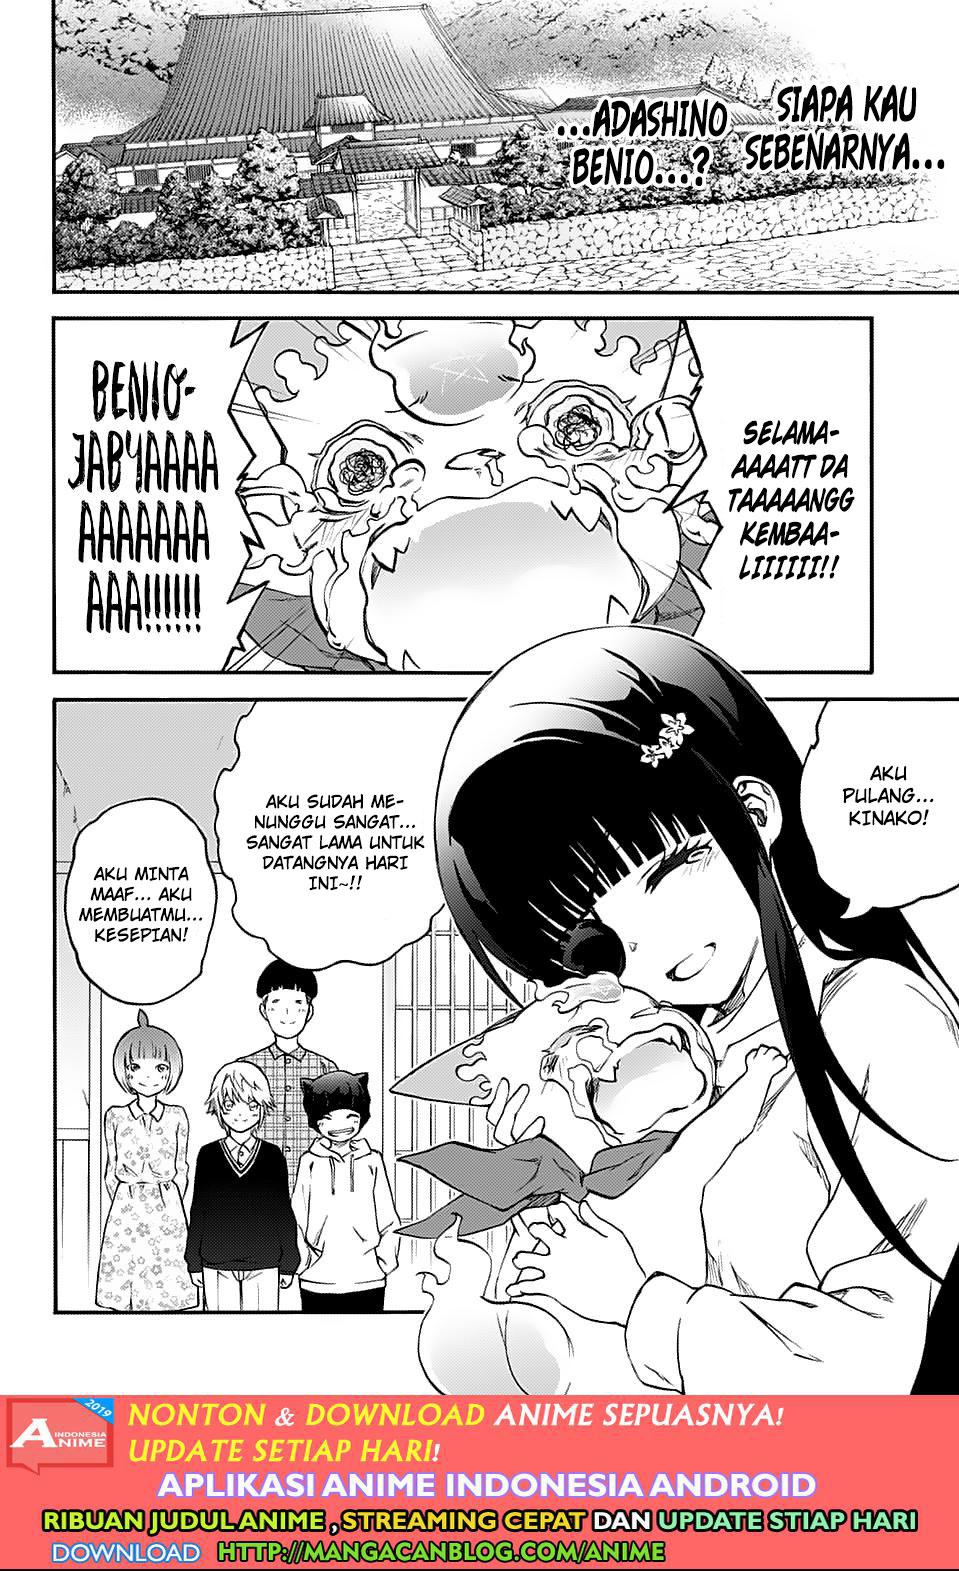 SIAPA KAU
SEBENARNYA...
...ADASHINO
BENIO...?
SELAMA-
AAAATT DA
TAAAAANGG
KEMBAA-
LIIIIII!!
BENIO-
JABYAAAA
AAAAAAAA
AAA!!!!!!
AKU
PULANG...
KINAKO!
AKU SUDAH ME-
NUNGGU SANGAT...
SANGAT LAMA UNTUK
DATANGNYA HARI
INI~!!
AKU MINTA
MAAF... AKU
MEMBUATMU...
KESEPIAN!
2019
INDONESIA
ANIME
NONTON & DOWNLOAD ANIME SEPUASNYA!
UPDATE SETIAP HARI!
APLIKASI ANIME INDONESIA ANDROID
RIBUAN JUDUL ANIME , STREAMING CEPAT DAN UPDATE STIAP HARI
DOWNLOAD HTTP://MANGACANBLOG.COM/ANIME